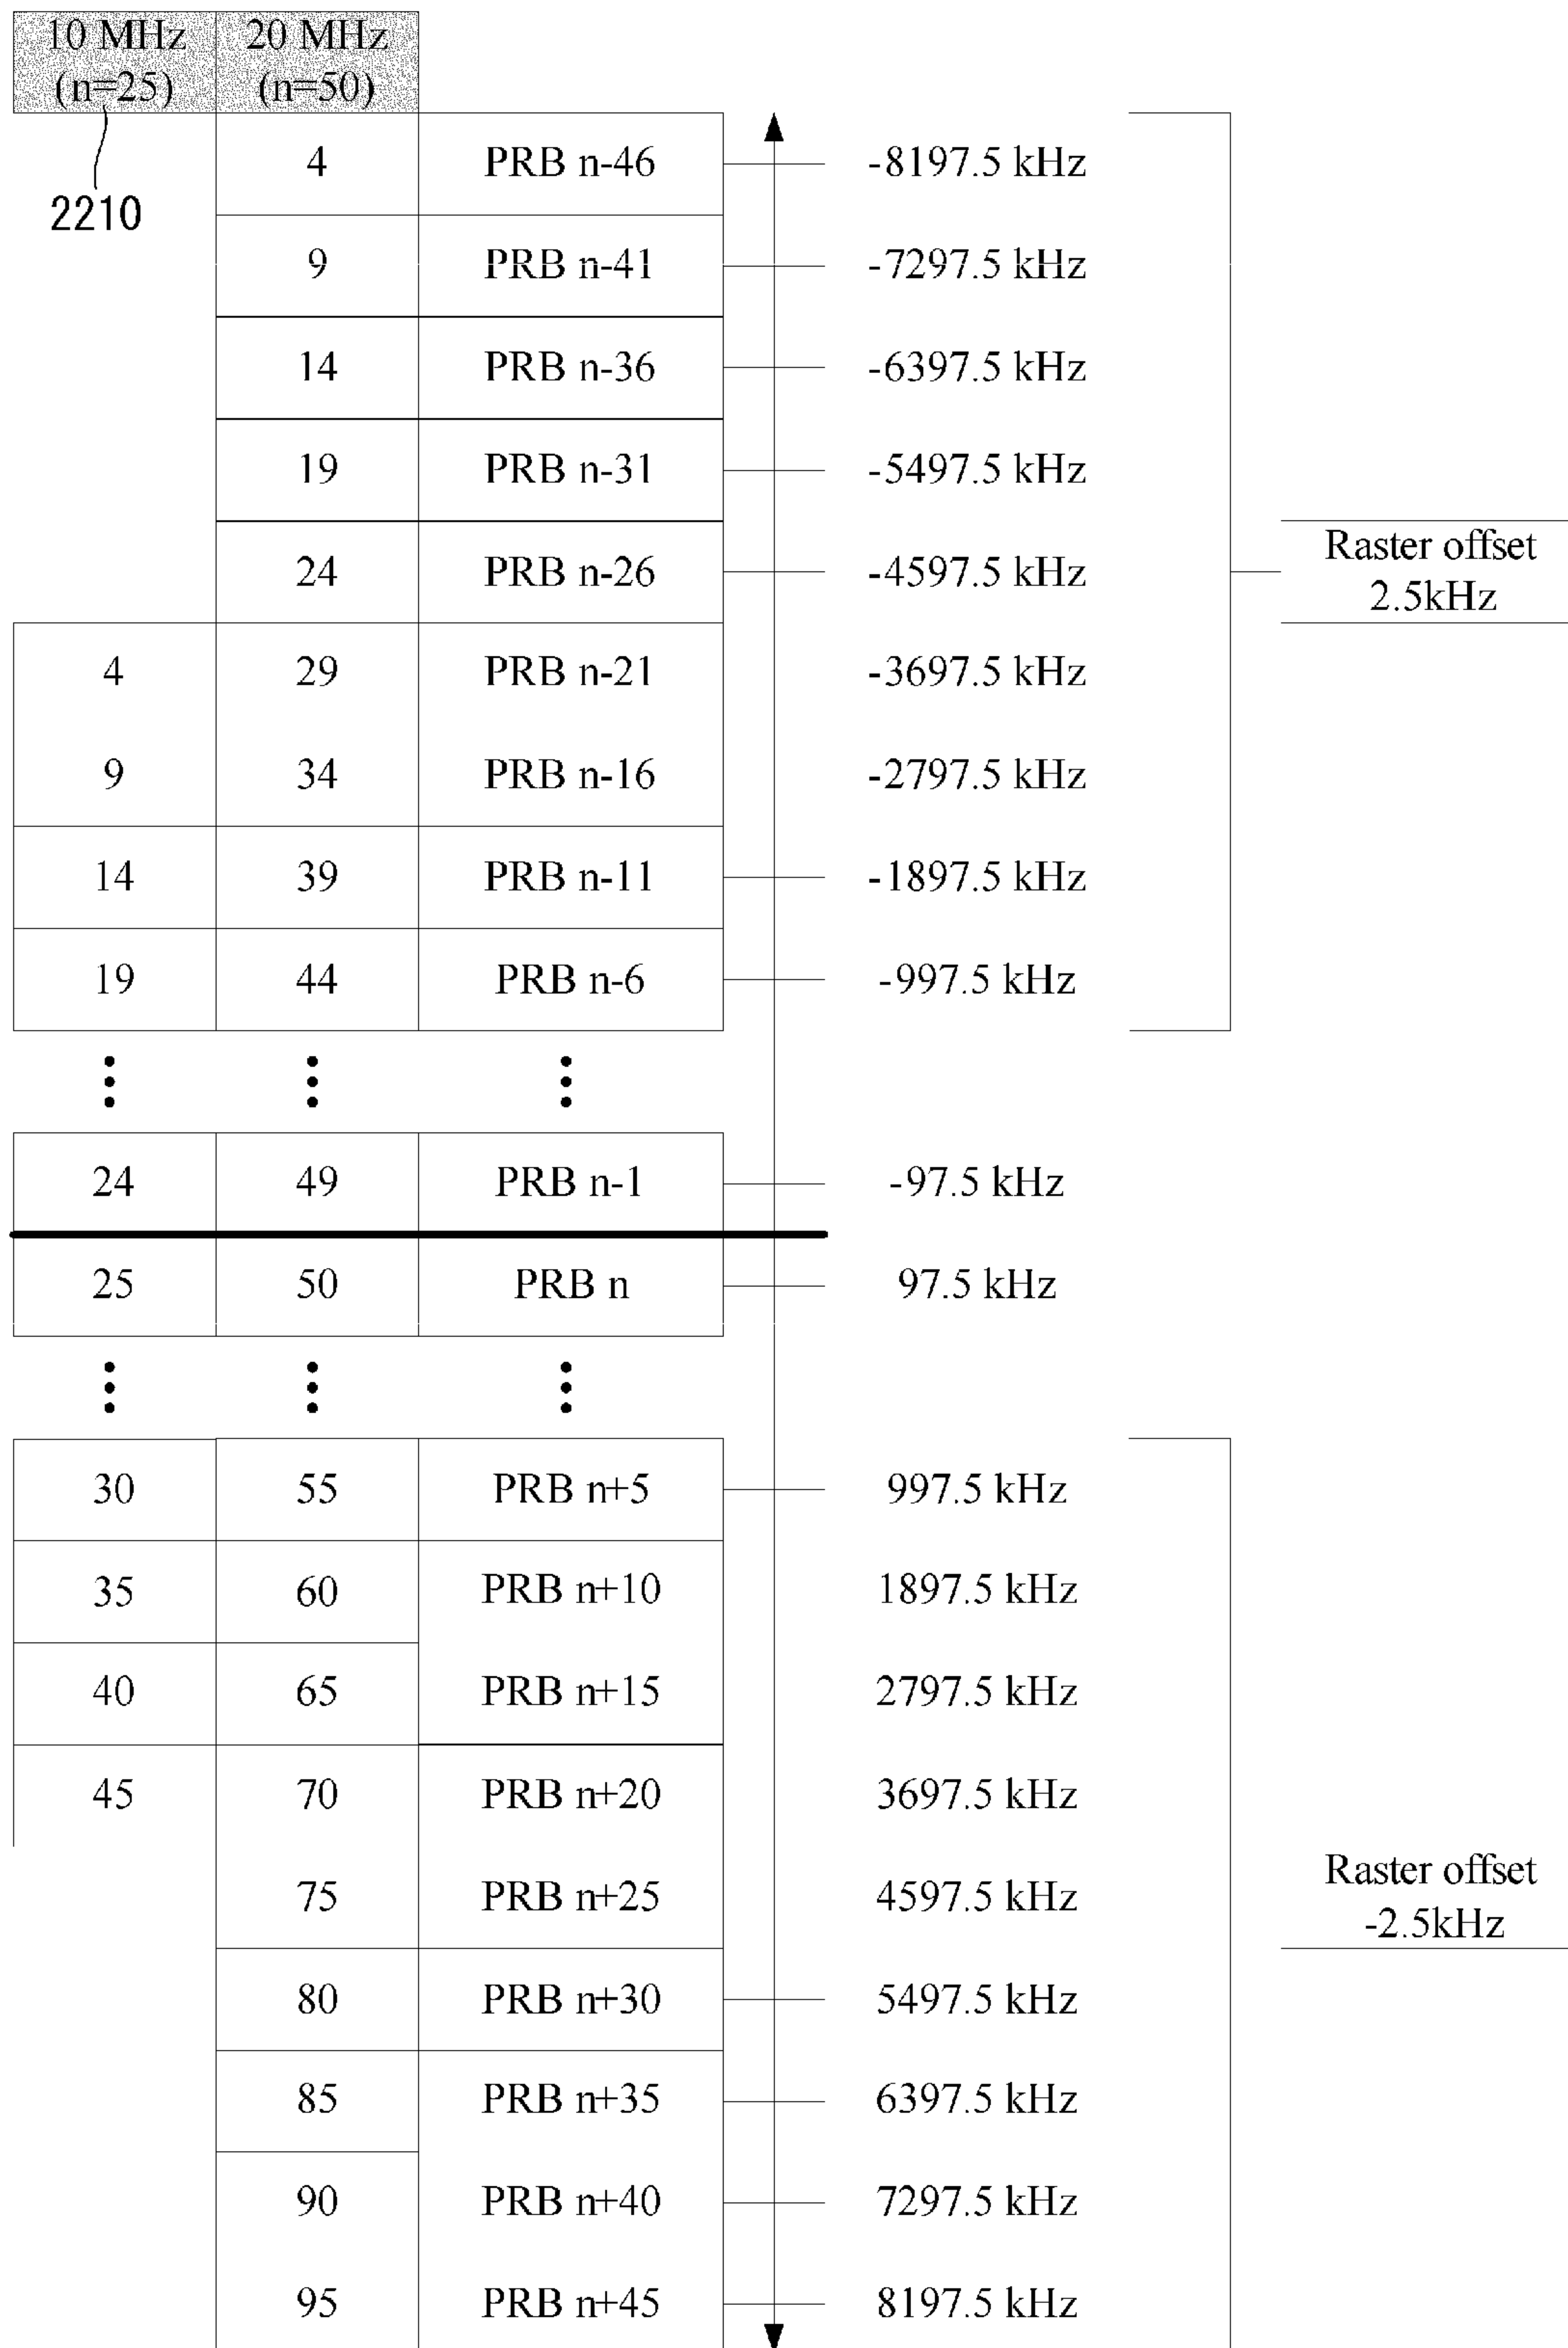 10 MHz (n=25) 20 MHz (n=50)
2210
4 PRB n-46 -8197.5 kHz
9 PRB n-41 -7297.5 kHz
14 PRB n-36 -6397.5 kHz
19 PRB n-31 -5497.5 kHz
24 PRB n-26 -4597.5 kHz
Raster offset
2.5kHz
4 29 PRB n-21 -3697.5 kHz
9 34 PRB n-16 -2797.5 kHz
14 39 PRB n-11 -1897.5 kHz
19 44 PRB n-6 -997.5 kHz
24 49 PRB n-1 -97.5 kHz
25 50 PRB n 97.5 kHz
30 55 PRB n+5 997.5 kHz
35 60 PRB n+10 1897.5 kHz
40 65 PRB n+15 2797.5 kHz
45 70 PRB n+20 3697.5 kHz
75 PRB n+25 4597.5 kHz
Raster offset
-2.5kHz
80 PRB n+30 5497.5 kHz
85 PRB n+35 6397.5 kHz
90 PRB n+40 7297.5 kHz
95 PRB n+45 8197.5 kHz